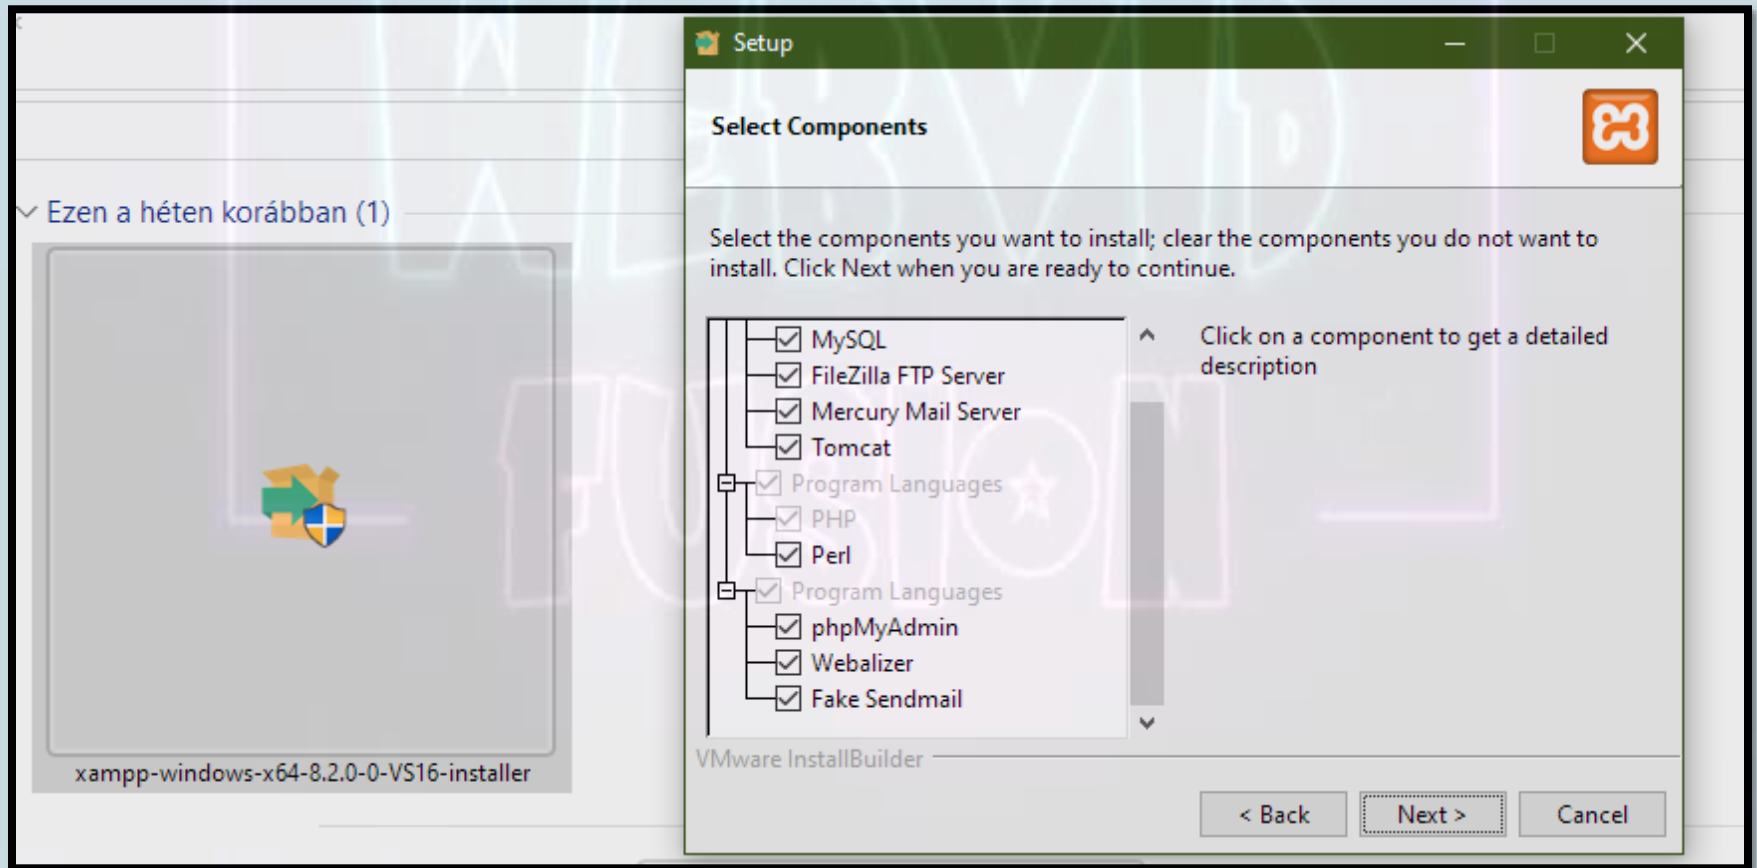 Ezen a héten korábban (1)
xampp-windows-x64-8.2.0-0-VS16-installer
Setup
Select Components
Select the components you want to install; clear the components you do not want to
install. Click Next when you are ready to continue.
MySQL
FileZilla FTP Server
Mercury Mail Server
Tomcat
Program Languages
PHP
Perl
Program Languages
phpMyAdmin
Webalizer
Fake Sendmail
Click on a component to get a detailed
description
VMware InstallBuilder
< Back
Next >
Cancel
WEBVID
FUSION